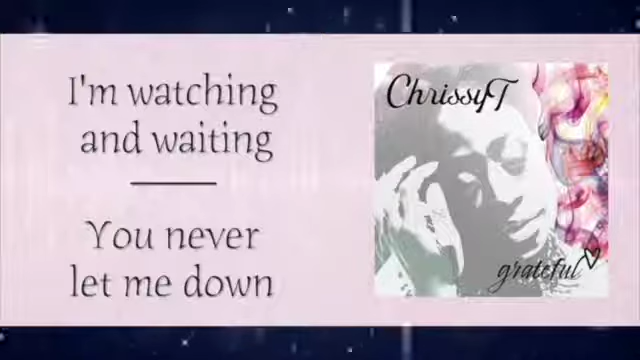 I'm watching
and waiting
You never
let me down
ChrissyT
grateful